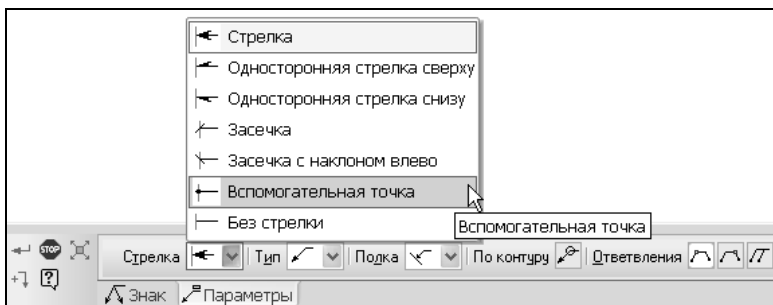 Стрелка
Односторонняя стрелка сверху
Односторонняя стрелка снизу
Засечка
Засечка с наклоном влево
Вспомогательная точка
Без стрелки
Вспомогательная точка
STOP Стрелка Тип Полка По контуру Ответвления
Знак Параметры